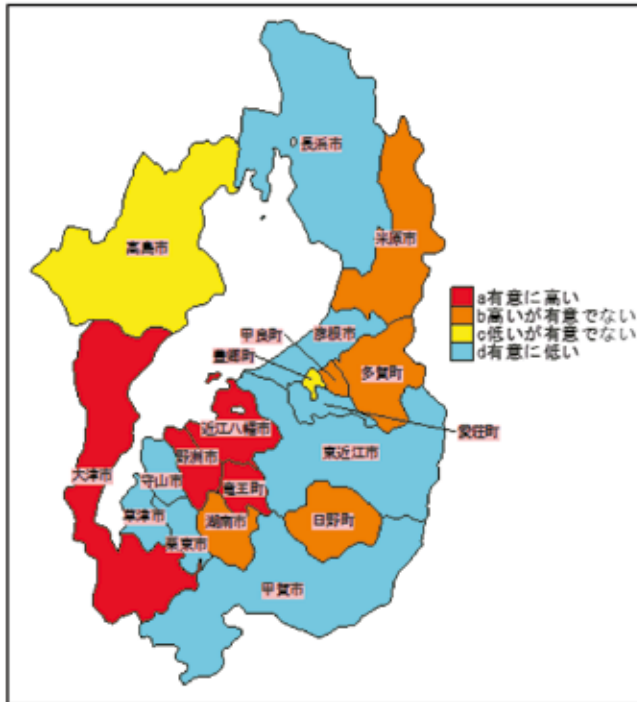 長浜市
米原市
高島市
a有意に高い
b高いが有意でない
c低いが有意でない
d有意に低い
彦根市
甲良町
豊郷町
多賀町
愛荘町
近江八幡市
東近江市
野洲市
大津市
守山市
竜王町
草津市
湖南市
日野町
栗東市
甲賀市